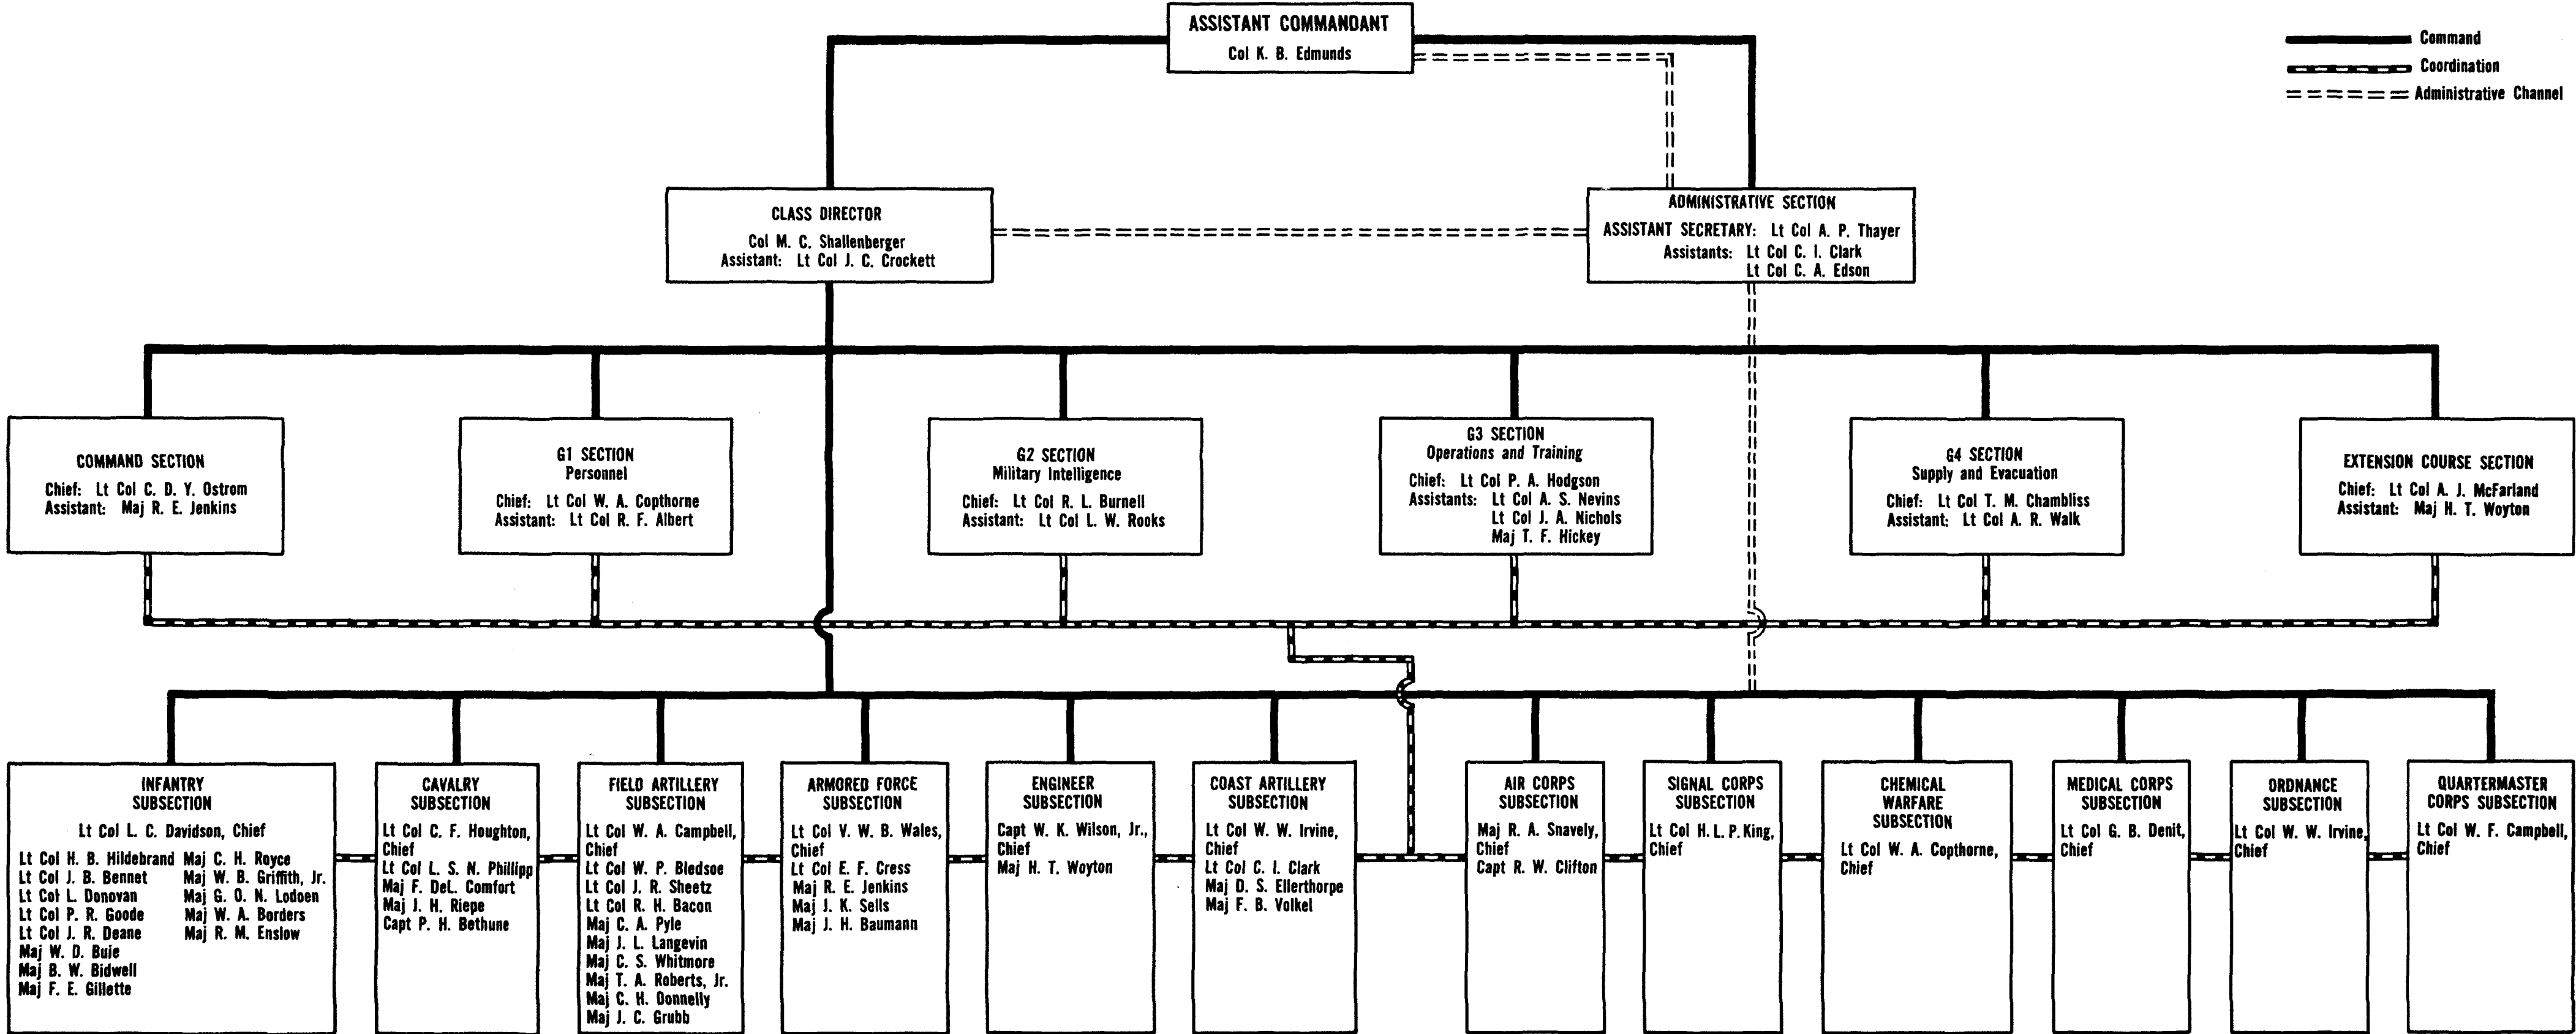 ASSISTANT COMMANDANT
Col K. B. Edmunds
Command
Coordination
Administrative Channel
CLASS DIRECTOR
Col M. C. Shallenberger
Assistant: Lt Col J. C. Crockett
ADMINISTRATIVE SECTION
ASSISTANT SECRETARY: Lt Col A. P. Thayer
Assistants: Lt Col C. I. Clark
Lt Col C. A. Edson
COMMAND SECTION
Chief: Lt Col C. D. Y. Ostrom
Assistant: Maj R. E. Jenkins
G1 SECTION
Personnel
Chief: Lt Col W. A. Copthorne
Assistant: Lt Col R. F. Albert
G2 SECTION
Military Intelligence
Chief: Lt Col R. L. Burnell
Assistant: Lt Col L. W. Rooks
G3 SECTION
Operations and Training
Chief: Lt Col P. A. Hodgson
Assistants: Lt Col A. S. Nevins
Lt Col J. A. Nichols
Maj T. F. Hickey
G4 SECTION
Supply and Evacuation
Chief: Lt Col T. M. Chambliss
Assistant: Lt Col A. R. Walk
EXTENSION COURSE SECTION
Chief: Lt Col A. J. McFarland
Assistant: Maj H. T. Woyton
INFANTRY
SUBSECTION
Lt Col L. C. Davidson, Chief
Lt Col H. B. Hildebrand
Lt Col J. B. Bennet
Lt Col L. Donovan
Lt Col P. R. Goode
Lt Col J. R. Deane
Maj W. D. Buie
Maj B. W. Bidwell
Maj F. E. Gillette
Maj C. H. Royce
Maj W. B. Griffith, Jr.
Maj G. O. N. Lodoen
Maj W. A. Borders
Maj R. M. Enslow
CAVALRY
SUBSECTION
Lt Col C. F. Houghton,
Chief
Lt Col L. S. N. Phillipp
Maj F. DeL. Comfort
Maj J. H. Riepe
Capt P. H. Bethune
FIELD ARTILLERY
SUBSECTION
Lt Col W. A. Campbell,
Chief
Lt Col W. P. Bledsoe
Lt Col J. R. Sheetz
Lt Col R. H. Bacon
Maj C. A. Pyle
Maj J. L. Langevin
Maj C. S. Whitmore
Maj T. A. Roberts, Jr.
Maj C. H. Donnelly
Maj J. C. Grubb
ARMORED FORCE
SUBSECTION
Lt Col V. W. B. Wales,
Chief
Lt Col E. F. Cress
Maj R. E. Jenkins
Maj J. K. Sells
Maj J. H. Baumann
ENGINEER
SUBSECTION
Capt W. K. Wilson, Jr.,
Chief
Maj H. T. Woyton
COAST ARTILLERY
SUBSECTION
Lt Col W. W. Irvine,
Chief
Lt Col C. I. Clark
Maj D. S. Ellerthorpe
Maj F. B. Volkel
AIR CORPS
SUBSECTION
Maj R. A. Snavely,
Chief
Capt R. W. Clifton
SIGNAL CORPS
SUBSECTION
Lt Col H. L. P. King,
Chief
CHEMICAL
WARFARE
SUBSECTION
Lt Col W. A. Copthorne,
Chief
MEDICAL CORPS
SUBSECTION
Lt Col G. B. Denit,
Chief
ORDNANCE
SUBSECTION
Lt Col W. W. Irvine,
Chief
QUARTERMASTER
CORPS SUBSECTION
Lt Col W. F. Campbell,
Chief